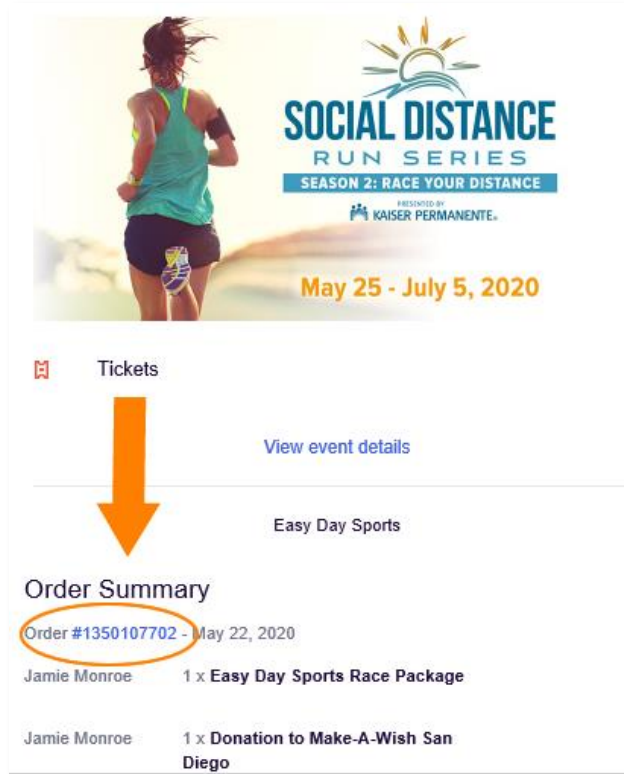 SOCIAL DISTANCE
RUN SERIES
SEASON 2: RACE YOUR DISTANCE
PRESENTED BY
KAISER PERMANENTE®
May 25 - July 5, 2020
Tickets
View event details
Easy Day Sports
Order Summary
Order #1350107702 - May 22, 2020
Jamie Monroe 1 x Easy Day Sports Race Package
Jamie Monroe 1 x Donation to Make-A-Wish San
Diego